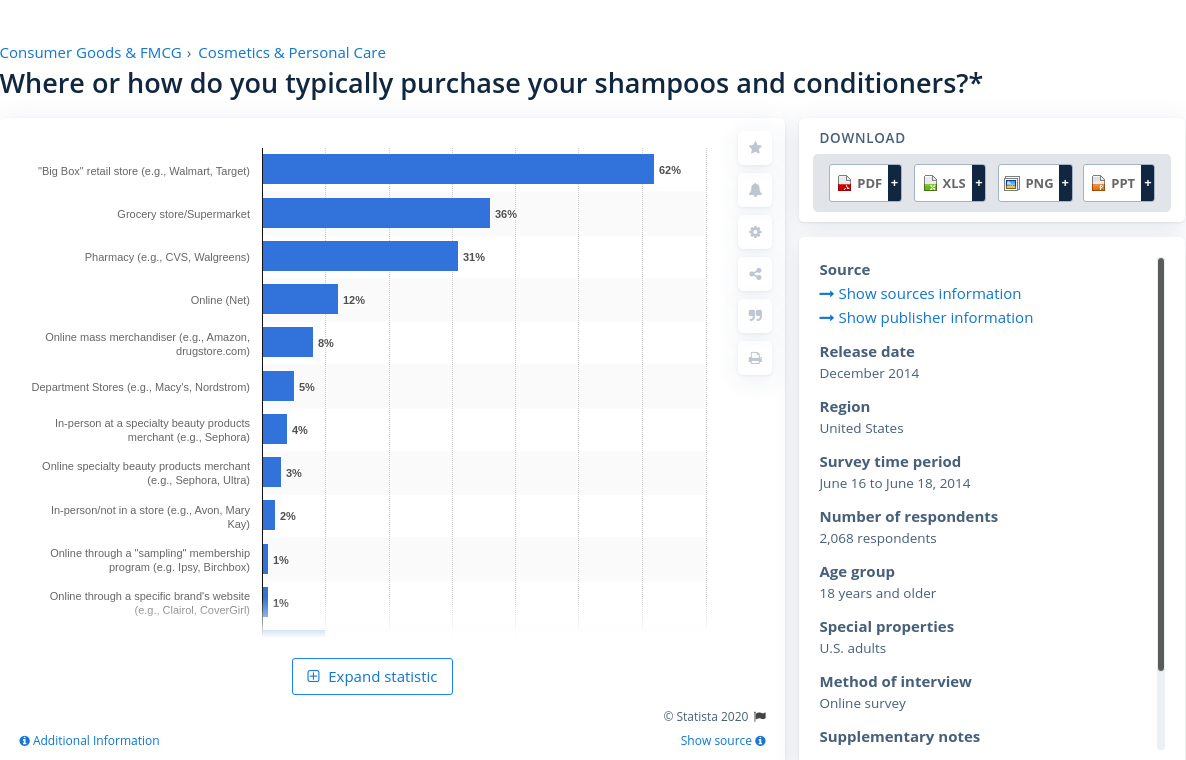 Consumer Goods & FMCG › Cosmetics & Personal Care
Where or how do you typically purchase your shampoos and conditioners?*
"Big Box" retail store (e.g., Walmart, Target)
62%
Grocery store/Supermarket
36%
Pharmacy (e.g., CVS, Walgreens)
31%
Online (Net)
12%
Online mass merchandiser (e.g., Amazon,
drugstore.com)
8%
Department Stores (e.g., Macy's, Nordstrom)
5%
In-person at a specialty beauty products
merchant (e.g., Sephora)
4%
Online specialty beauty products merchant
(e.g., Sephora, Ultra)
3%
In-person/not in a store (e.g., Avon, Mary
Kay)
2%
Online through a "sampling" membership
program (e.g. Ipsy, Birchbox)
1%
Online through a specific brand's website
(e.g., Clairol, CoverGirl)
1%
Expand statistic
© Statista 2020
Additional Information
Show source
DOWNLOAD
PDF +
XLS +
PNG +
PPT +
Source
Show sources information
Show publisher information
Release date
December 2014
Region
United States
Survey time period
June 16 to June 18, 2014
Number of respondents
2,068 respondents
Age group
18 years and older
Special properties
U.S. adults
Method of interview
Online survey
Supplementary notes